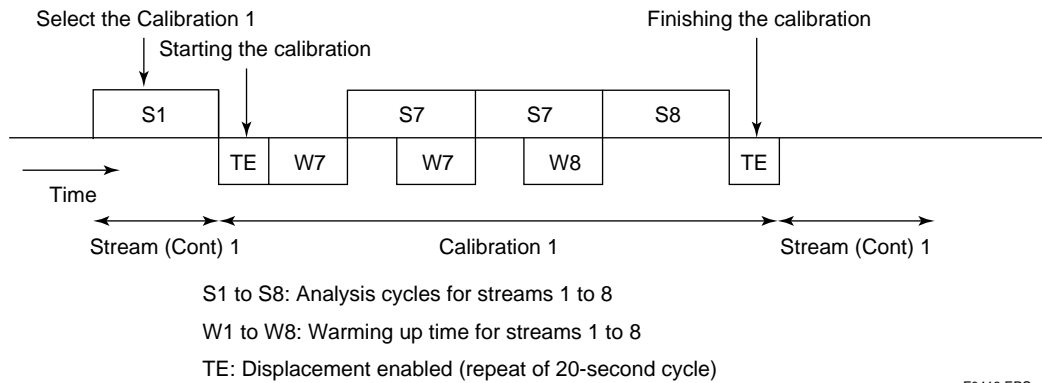 Select the Calibration 1
Finishing the calibration
Starting the calibration
S1
S7
S7
S8
TE
W7
W7
W8
TE
Time
Stream (Cont) 1
Calibration 1
Stream (Cont) 1
S1 to S8: Analysis cycles for streams 1 to 8
W1 to W8: Warming up time for streams 1 to 8
TE: Displacement enabled (repeat of 20-second cycle)